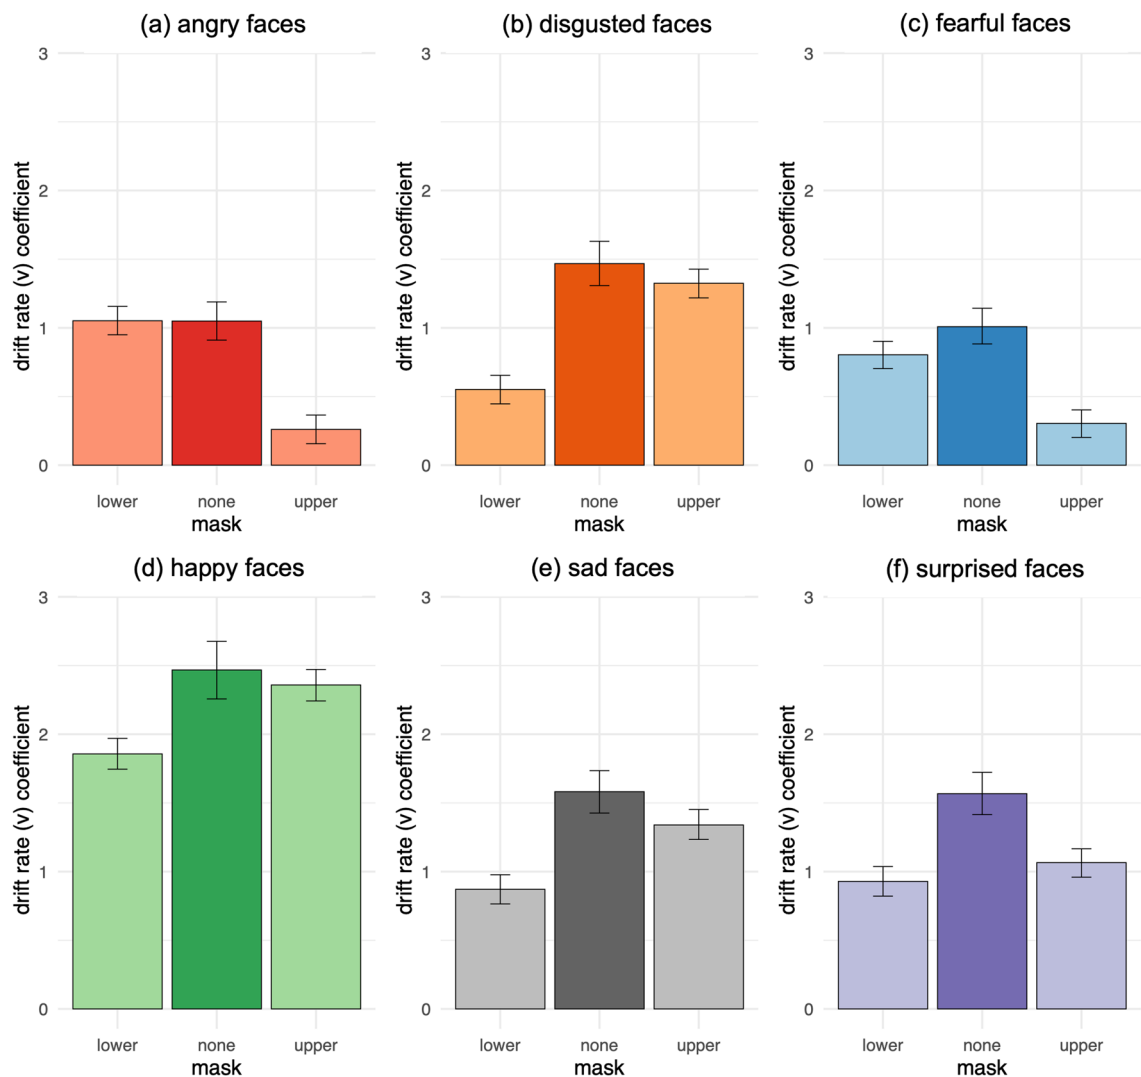 (a) angry faces
drift rate (v) coefficient
3
2
1
0
lower none upper
mask
(b) disgusted faces
drift rate (v) coefficient
3
2
1
0
lower none upper
mask
(c) fearful faces
drift rate (v) coefficient
3
2
1
0
lower none upper
mask
(d) happy faces
drift rate (v) coefficient
3
2
1
0
lower none upper
mask
(e) sad faces
drift rate (v) coefficient
3
2
1
0
lower none upper
mask
(f) surprised faces
drift rate (v) coefficient
3
2
1
0
lower none upper
mask